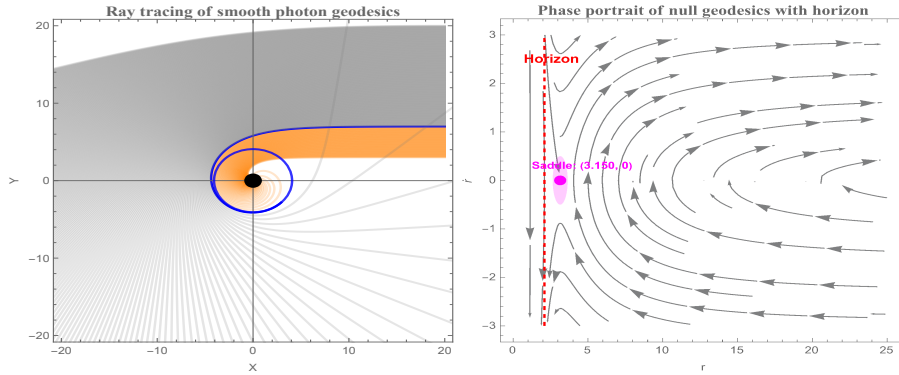 Ray tracing of smooth photon geodesics
20
10
0
−10
−20
Y
−20
−10
0
10
20
X
Phase portrait of null geodesics with horizon
3
2
1
0
−1
−2
−3
ṙ
Horizon
Saddle: (3.150, 0)
0
5
10
15
20
25
r